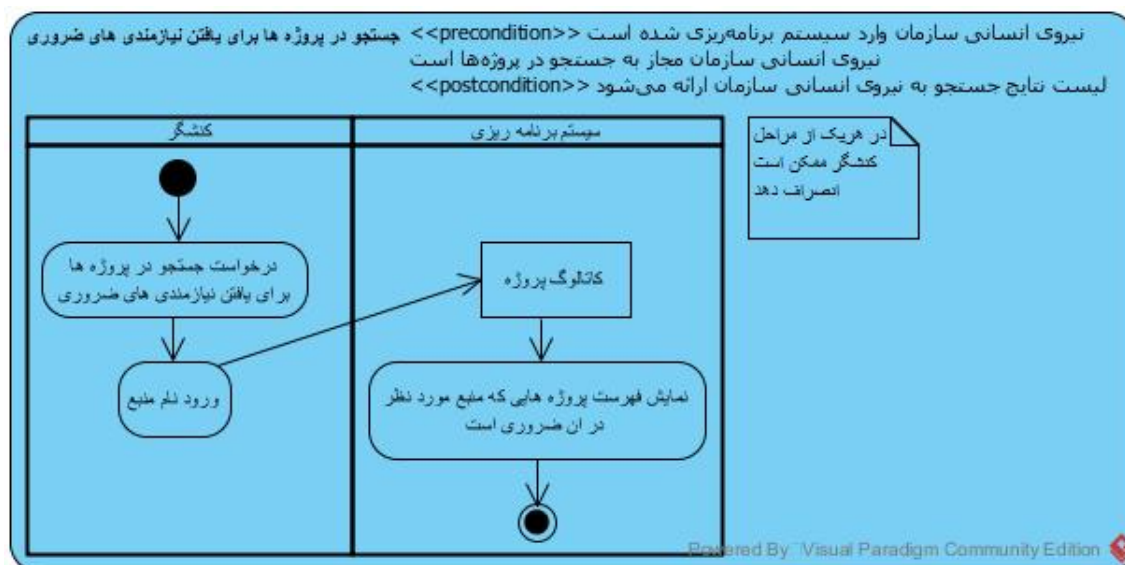 جستجو در پروژه ها برای یافتن نیازمندی های ضروری
<<precondition>> نیروی انسانی سازمان وارد سیستم برنامه‌ریزی شده است
نیروی انسانی سازمان مجاز به جستجو در پروژه‌ها است
<<postcondition>> لیست نتایج جستجو به نیروی انسانی سازمان ارائه می‌شود
کنشگر
سیستم برنامه ریزی
در هریک از مراحل
کنشگر ممکن است
انصراف دهد
درخواست جستجو در پروژه ها
برای یافتن نیازمندی های ضروری
کاتالوگ پروژه
ورود نام منبع
نمایش فهرست پروژه هایی که منبع مورد نظر
در ان ضروری است
Powered By Visual Paradigm Community Edition